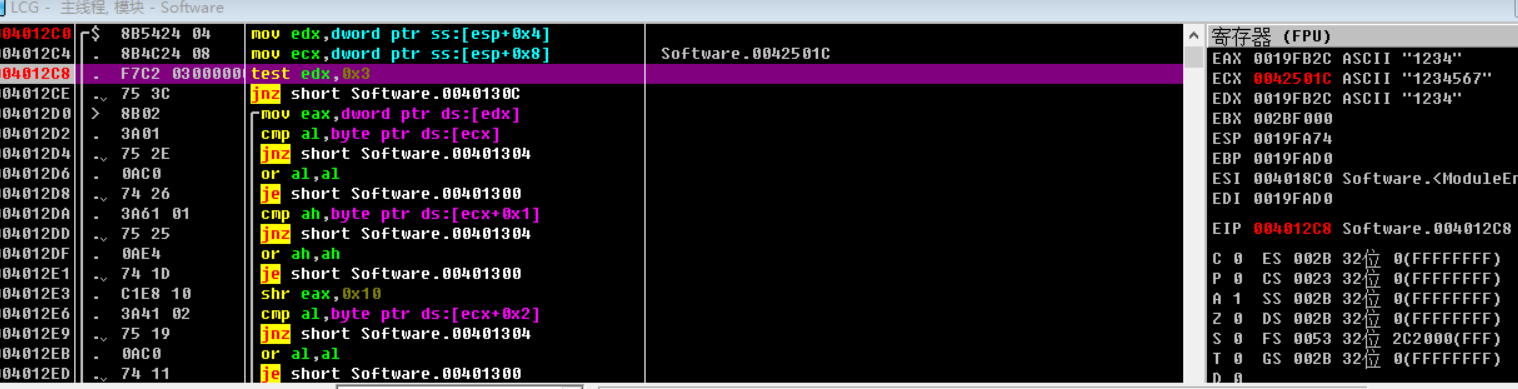 LCG - 主线程, 模块 - Software
004012C0 $ 8B5424 04 mov edx,dword ptr ss:[esp+0x4]
004012C4 . 8B4C24 08 mov ecx,dword ptr ss:[esp+0x8] Software.0042501C
004012C8 . F7C2 0300000 test edx,0x3
004012CE . 75 3C jnz short Software.0040130C
004012D0 > 8B02 mov eax,dword ptr ds:[edx]
004012D2 . 3A01 cmp al,byte ptr ds:[ecx]
004012D4 . 75 2E jnz short Software.00401304
004012D6 . 0AC0 or al,al
004012D8 . 74 26 je short Software.00401300
004012DA . 3A61 01 cmp ah,byte ptr ds:[ecx+0x1]
004012DD . 75 25 jnz short Software.00401304
004012DF . 0AE4 or ah,ah
004012E1 . 74 1D je short Software.00401300
004012E3 . C1E8 10 shr eax,0x10
004012E6 . 3A41 02 cmp al,byte ptr ds:[ecx+0x2]
004012E9 . 75 19 jnz short Software.00401304
004012EB . 0AC0 or al,al
004012ED . 74 11 je short Software.00401300
寄存器 (FPU)
EAX 0019FB2C ASCII "1234"
ECX 0042501C ASCII "1234567"
EDX 0019FB2C ASCII "1234"
EBX 002BF000
ESP 0019FA74
EBP 0019FAD0
ESI 004018C0 Software.<ModuleEn
EDI 0019FAD0
EIP 004012C8 Software.004012C8
C 0 ES 002B 32位 0(FFFFFFFF)
P 0 CS 0023 32位 0(FFFFFFFF)
A 1 SS 002B 32位 0(FFFFFFFF)
Z 0 DS 002B 32位 0(FFFFFFFF)
S 0 FS 0053 32位 2C2000(FFF)
T 0 GS 002B 32位 0(FFFFFFFF)
D 0